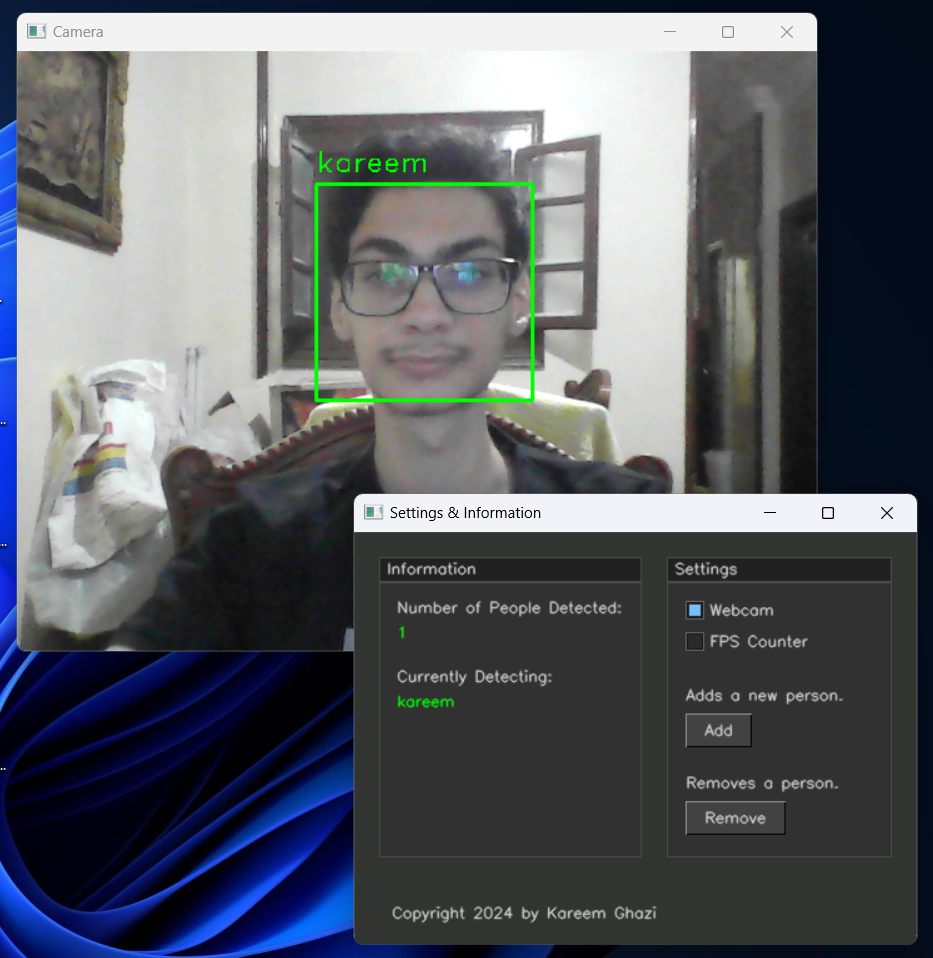 Camera
kareem
Settings & Information
Information
Number of People Detected:
1
Currently Detecting:
kareem
Settings
Webcam
FPS Counter
Adds a new person.
Add
Removes a person.
Remove
Copyright 2024 by Kareem Ghazi